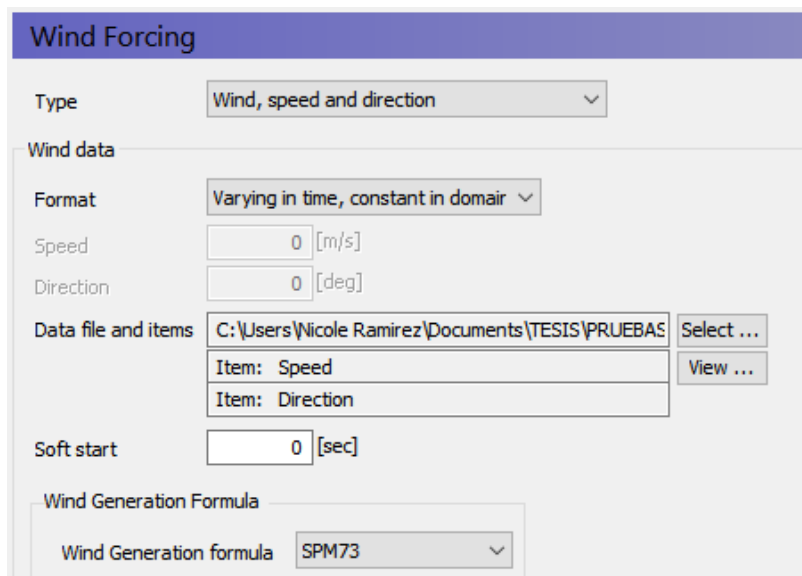 Wind Forcing
Type Wind, speed and direction
Wind data
Format Varying in time, constant in domair
Speed 0 [m/s]
Direction 0 [deg]
Data file and items C:\Users\Nicole Ramirez\Documents\TESIS\PRUEBAS Select ...
Item: Speed View ...
Item: Direction
Soft start 0 [sec]
Wind Generation Formula
Wind Generation formula SPM73